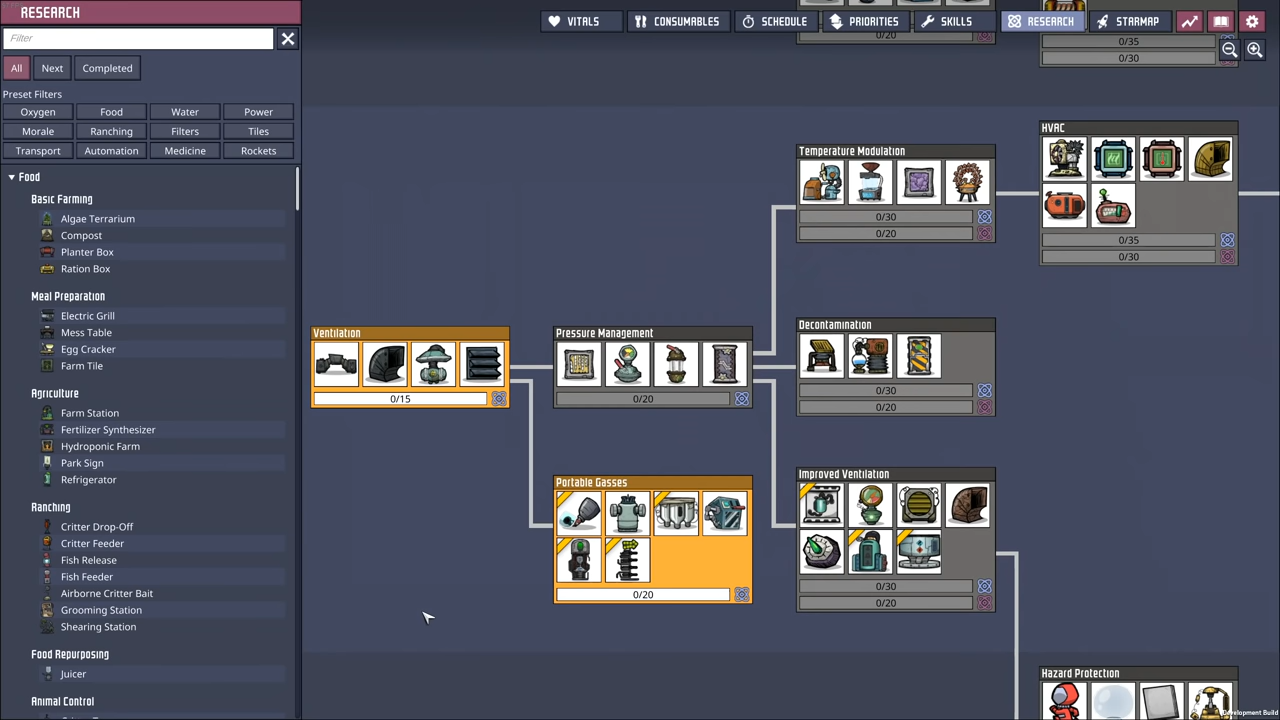 RESEARCH
VITALS
CONSUMABLES
SCHEDULE
PRIORITIES
SKILLS
RESEARCH
STARMAP
Filter
All
Next
Completed
Preset Filters
Oxygen
Food
Water
Power
Morale
Ranching
Filters
Tiles
Transport
Automation
Medicine
Rockets
Food
Basic Farming
Algae Terrarium
Compost
Planter Box
Ration Box
Meal Preparation
Electric Grill
Mess Table
Egg Cracker
Farm Tile
Agriculture
Farm Station
Fertilizer Synthesizer
Hydroponic Farm
Park Sign
Refrigerator
Ranching
Critter Drop-Off
Critter Feeder
Fish Release
Fish Feeder
Airborne Critter Bait
Grooming Station
Shearing Station
Food Repurposing
Juicer
Animal Control
0/20
0/35
0/30
Ventilation
0/15
Pressure Management
0/20
Portable Gasses
0/20
Temperature Modulation
0/30
0/20
Decontamination
0/30
0/20
Improved Ventilation
0/30
0/20
HVAC
0/35
0/30
Hazard Protection
Development Build